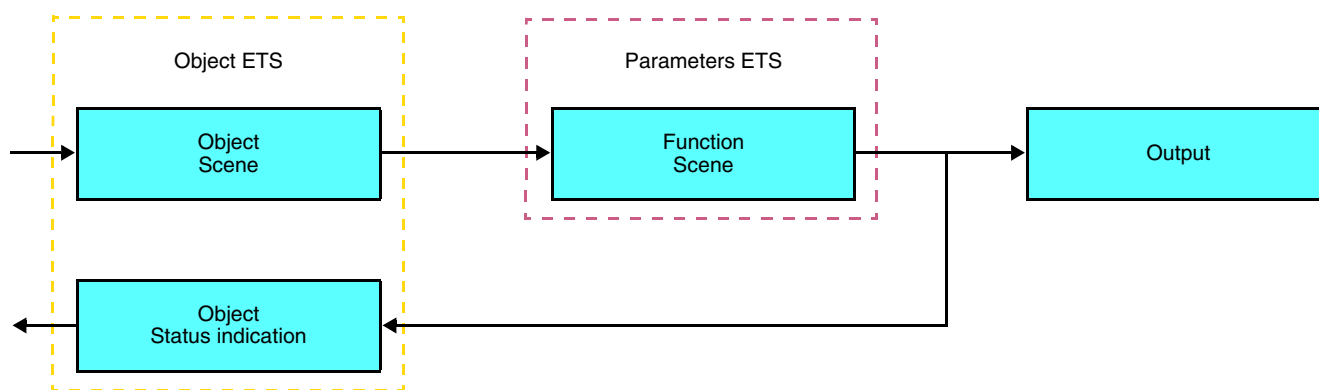 Object ETS
Parameters ETS
Object
Scene
Function
Scene
Output
Object
Status indication